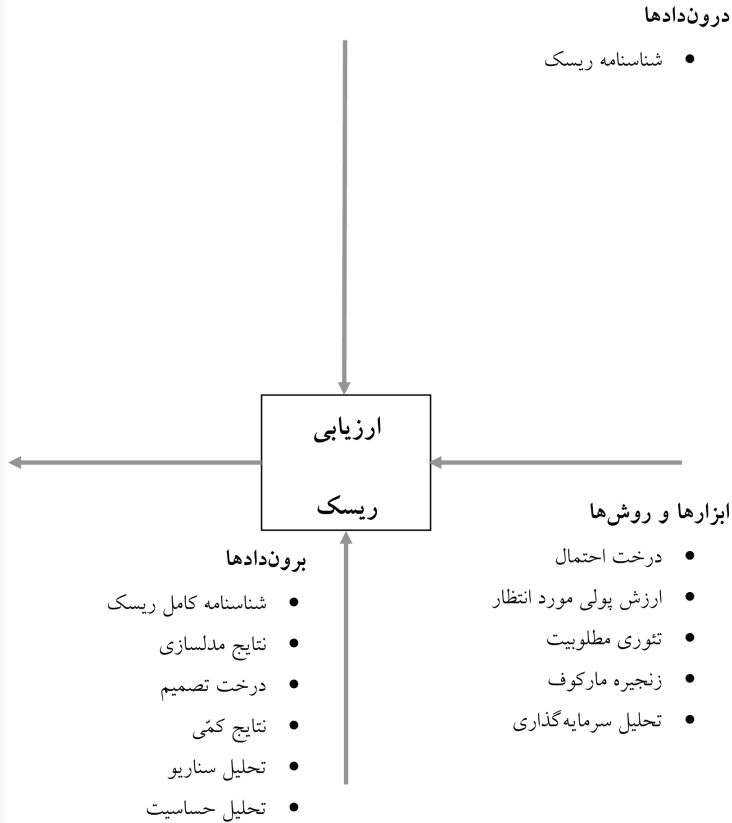 درون‌دادها
• شناسنامه ریسک
ارزیابی
ریسک
ابزارها و روش‌ها
• درخت احتمال
• ارزش پولی مورد انتظار
• تئوری مطلوبیت
• زنجیره مارکوف
• تحلیل سرمایه‌گذاری
برون‌دادها
• شناسنامه کامل ریسک
• نتایج مدلسازی
• درخت تصمیم
• نتایج کمّی
• تحلیل سناریو
• تحلیل حساسیت